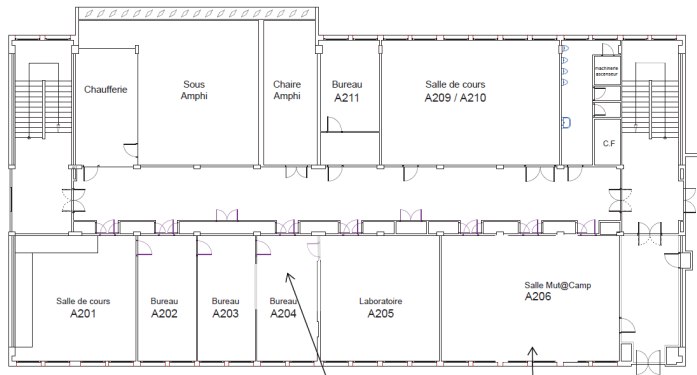 Chaufferie
Sous
Amphi
Chaire
Amphi
Bureau
A211
Salle de cours
A209 / A210
machinerie
ascenseur
C.F
Salle de cours
A201
Bureau
A202
Bureau
A203
Bureau
A204
Laboratoire
A205
Salle Mut@Camp
A206